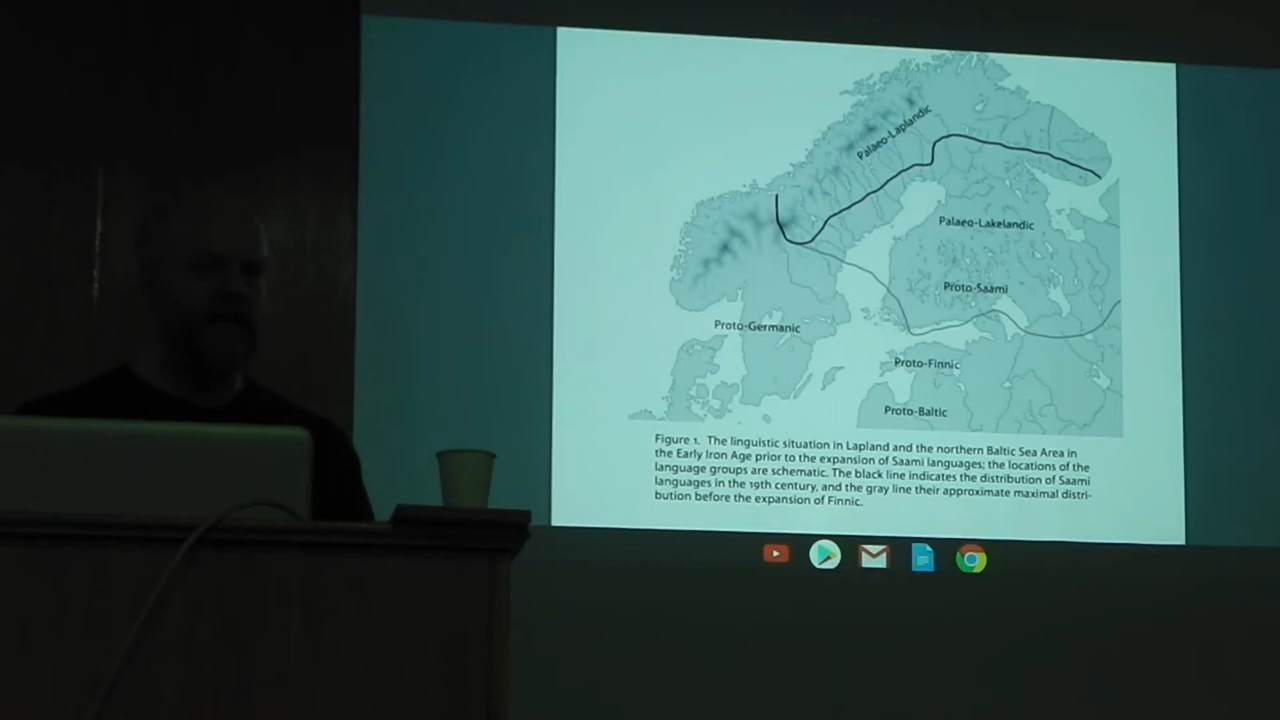 Palaeo-Laplandic
Palaeo-Lakelandic
Proto-Saami
Proto-Germanic
Proto-Finnic
Proto-Baltic
Figure 1. The linguistic situation in Lapland and the northern Baltic Sea Area in
the Early Iron Age prior to the expansion of Saami languages; the locations of the
language groups are schematic. The black line indicates the distribution of Saami
languages in the 19th century, and the gray line their approximate maximal distri-
bution before the expansion of Finnic.